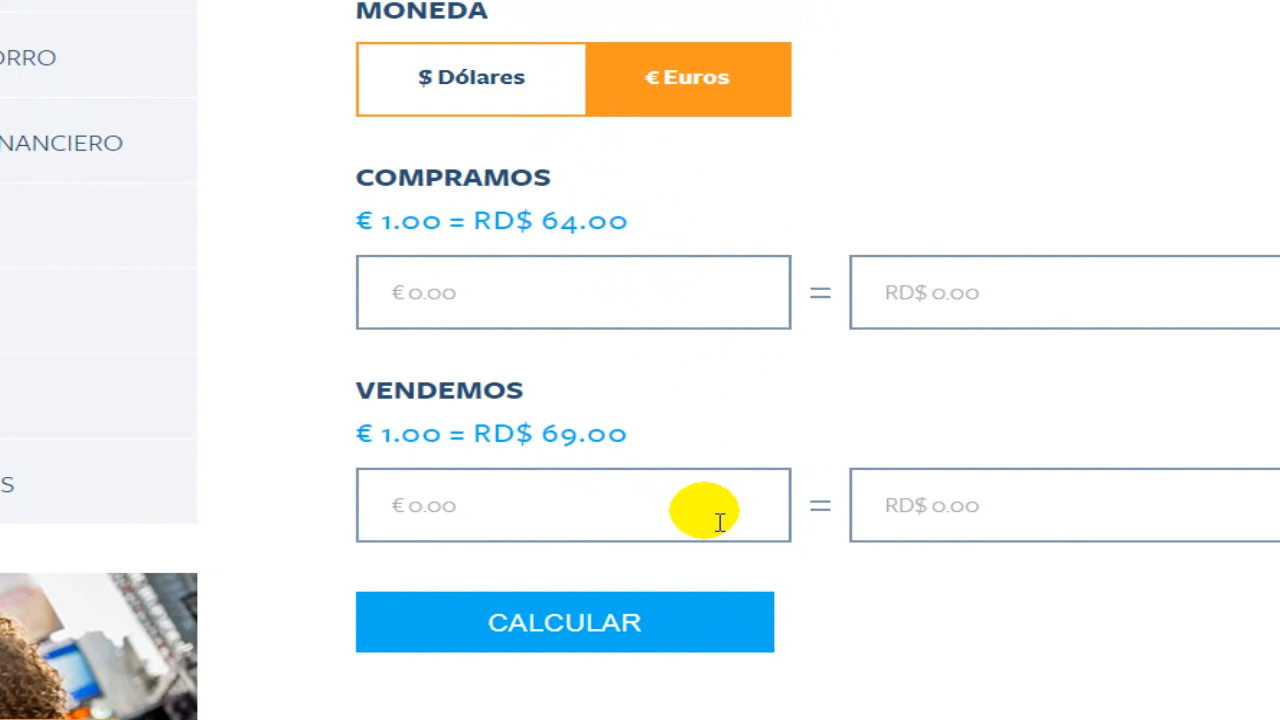 MONEDA
$ Dólares
€ Euros
ORRO
NANCIERO
S
COMPRAMOS
€ 1.00 = RD$ 64.00
€ 0.00
=
RD$ 0.00
VENDEMOS
€ 1.00 = RD$ 69.00
€ 0.00
=
RD$ 0.00
CALCULAR